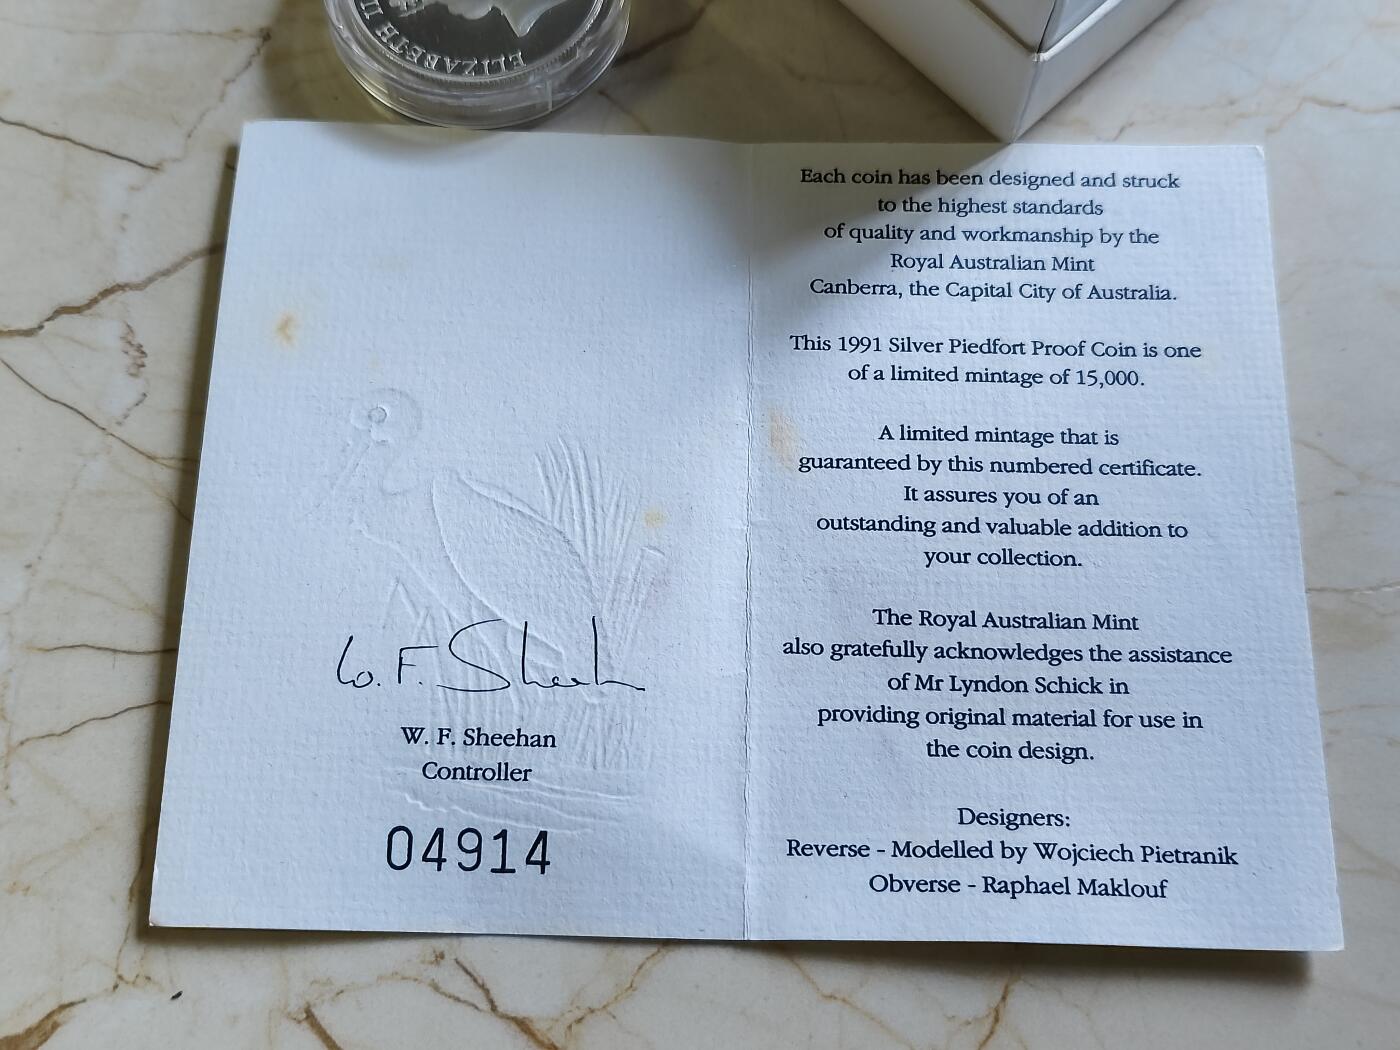 ELIZABETH II
W. F. Sheehan
W. F. Sheehan
Controller
04914
Each coin has been designed and struck
to the highest standards
of quality and workmanship by the
Royal Australian Mint
Canberra, the Capital City of Australia.
This 1991 Silver Piedfort Proof Coin is one
of a limited mintage of 15,000.
A limited mintage that is
guaranteed by this numbered certificate.
It assures you of an
outstanding and valuable addition to
your collection.
The Royal Australian Mint
also gratefully acknowledges the assistance
of Mr Lyndon Schick in
providing original material for use in
the coin design.
Designers:
Reverse - Modelled by Wojciech Pietranik
Obverse - Raphael Maklouf